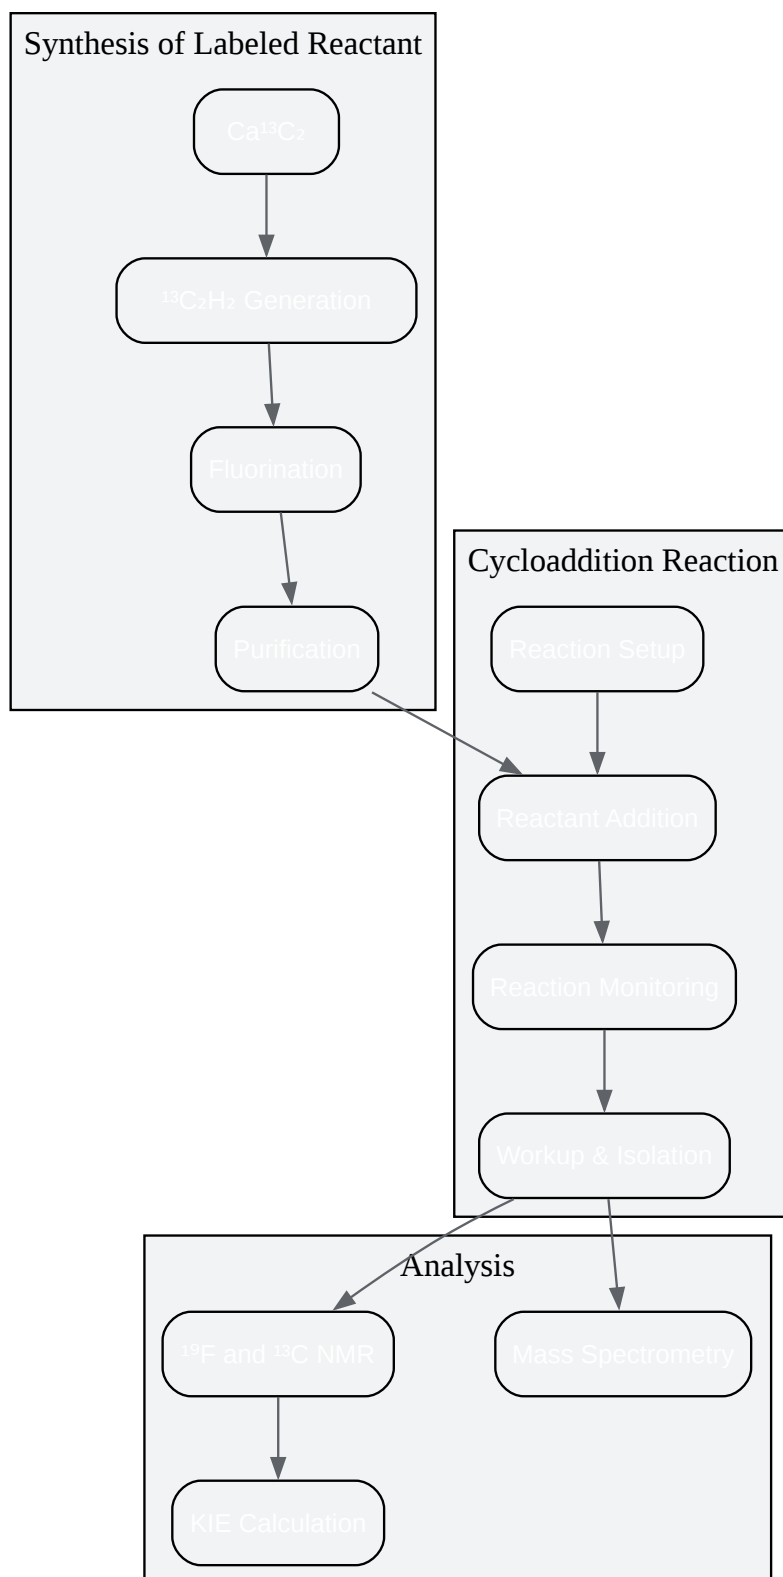 Synthesis of Labeled Reactant
Ca¹³C₂
¹³C₂H₂ Generation
Fluorination
Purification
Cycloaddition Reaction
Reaction Setup
Reactant Addition
Reaction Monitoring
Workup & Isolation
Analysis
¹⁹F and ¹³C NMR
Mass Spectrometry
KIE Calculation